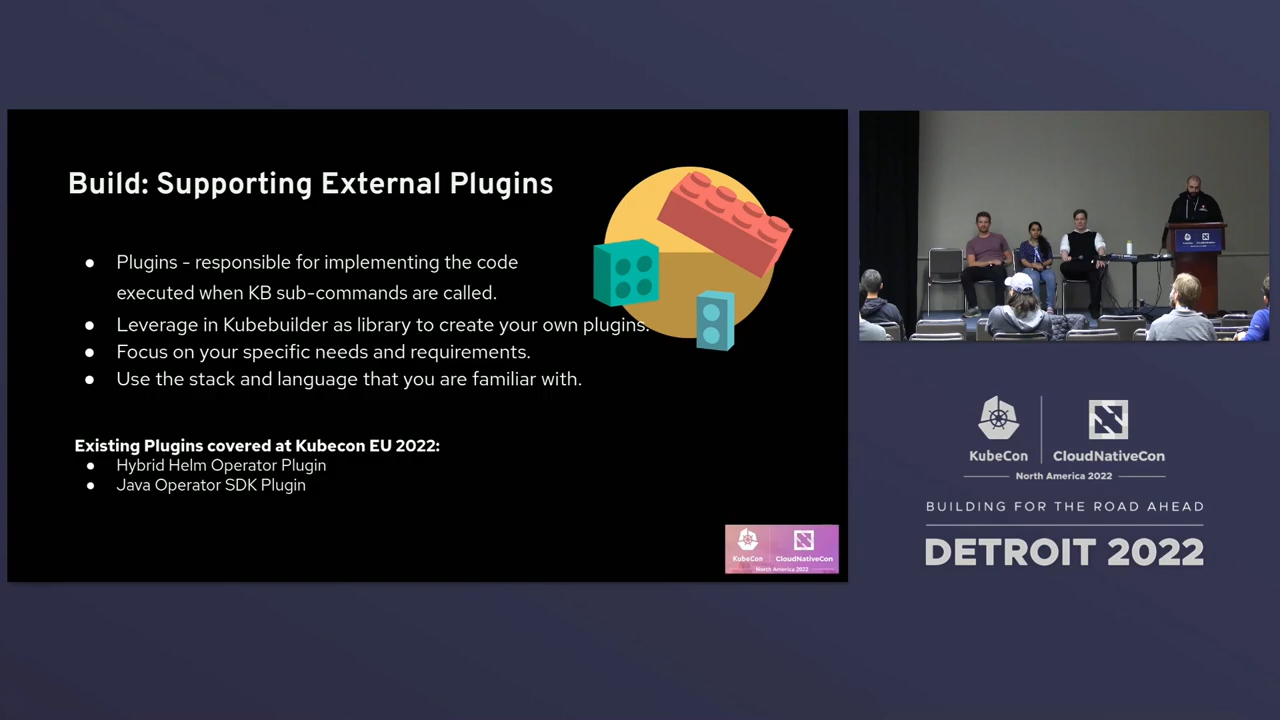 Build: Supporting External Plugins
● Plugins - responsible for implementing the code
executed when KB sub-commands are called.
● Leverage in Kubebuilder as library to create your own plugins.
● Focus on your specific needs and requirements.
● Use the stack and language that you are familiar with.
Existing Plugins covered at Kubecon EU 2022:
● Hybrid Helm Operator Plugin
● Java Operator SDK Plugin
KubeCon CloudNativeCon
North America 2022
KubeCon CloudNativeCon
North America 2022
BUILDING FOR THE ROAD AHEAD
DETROIT 2022